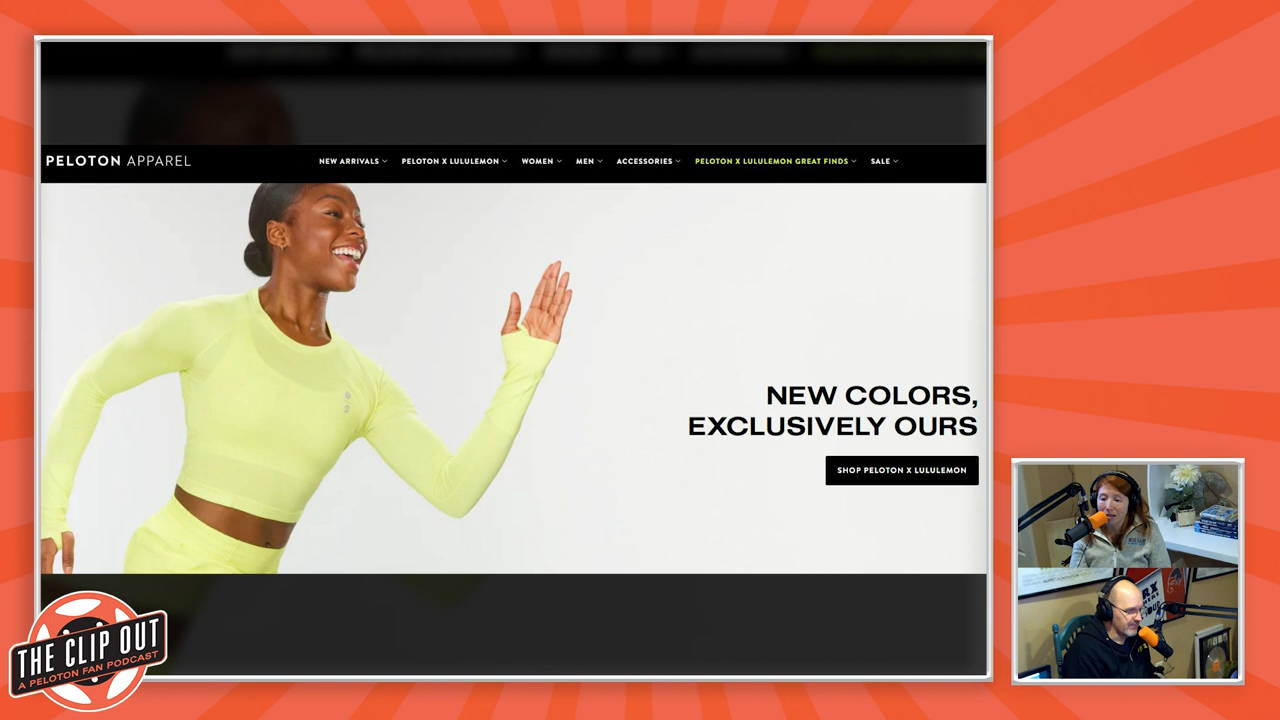 PELOTON APPAREL
NEW ARRIVALS
PELOTON X LULULEMON
WOMEN
MEN
ACCESSORIES
PELOTON X LULULEMON GREAT FINDS
SALE
NEW COLORS,
EXCLUSIVELY OURS
SHOP PELOTON X LULULEMON
THE CLIP OUT
A PELOTON FAN PODCAST